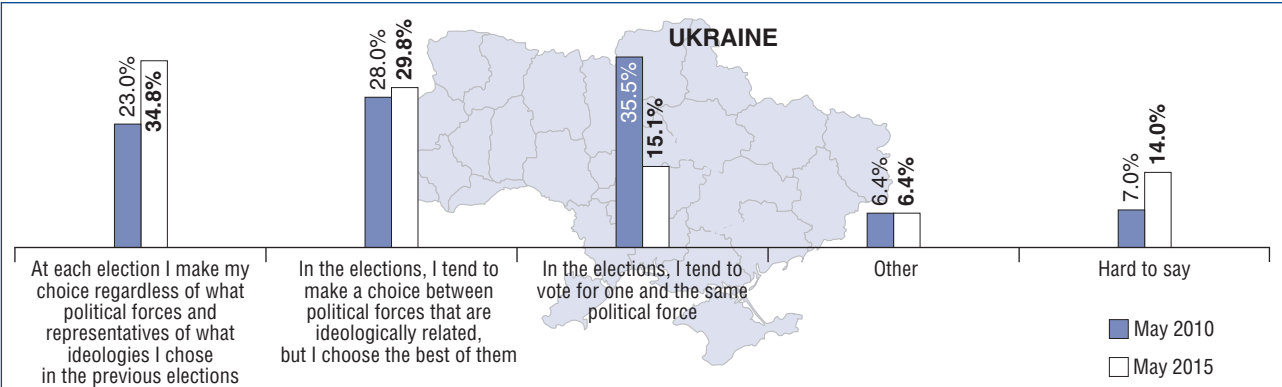 UKRAINE
23.0%
34.8%
28.0%
29.8%
35.5%
15.1%
6.4%
6.4%
7.0%
14.0%
At each election I make my
choice regardless of what
political forces and
representatives of what
ideologies I chose
in the previous elections
In the elections, I tend to
make a choice between
political forces that are
ideologically related,
but I choose the best of them
In the elections, I tend to
vote for one and the same
political force
Other
Hard to say
May 2010
May 2015